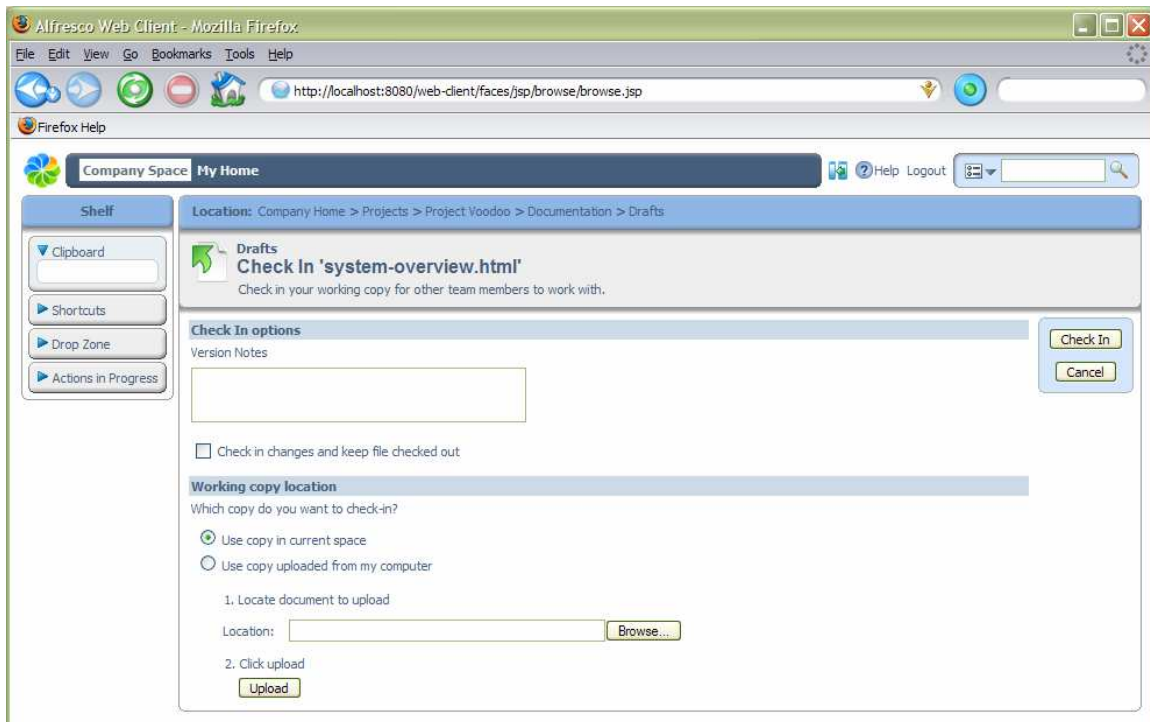 Alfresco Web Client - Mozilla Firefox
File Edit View Go Bookmarks Tools Help
http://localhost:8080/web-client/faces/jsp/browse/browse.jsp
Firefox Help
Company Space My Home
Help Logout
Shelf
Location: Company Home > Projects > Project Voodoo > Documentation > Drafts
Clipboard
Shortcuts
Drop Zone
Actions in Progress
Drafts
Check In 'system-overview.html'
Check in your working copy for other team members to work with.
Check In options
Version Notes
Check in changes and keep file checked out
Working copy location
Which copy do you want to check-in?
Use copy in current space
Use copy uploaded from my computer
1. Locate document to upload
Location: Browse...
2. Click upload
Upload
Check In
Cancel